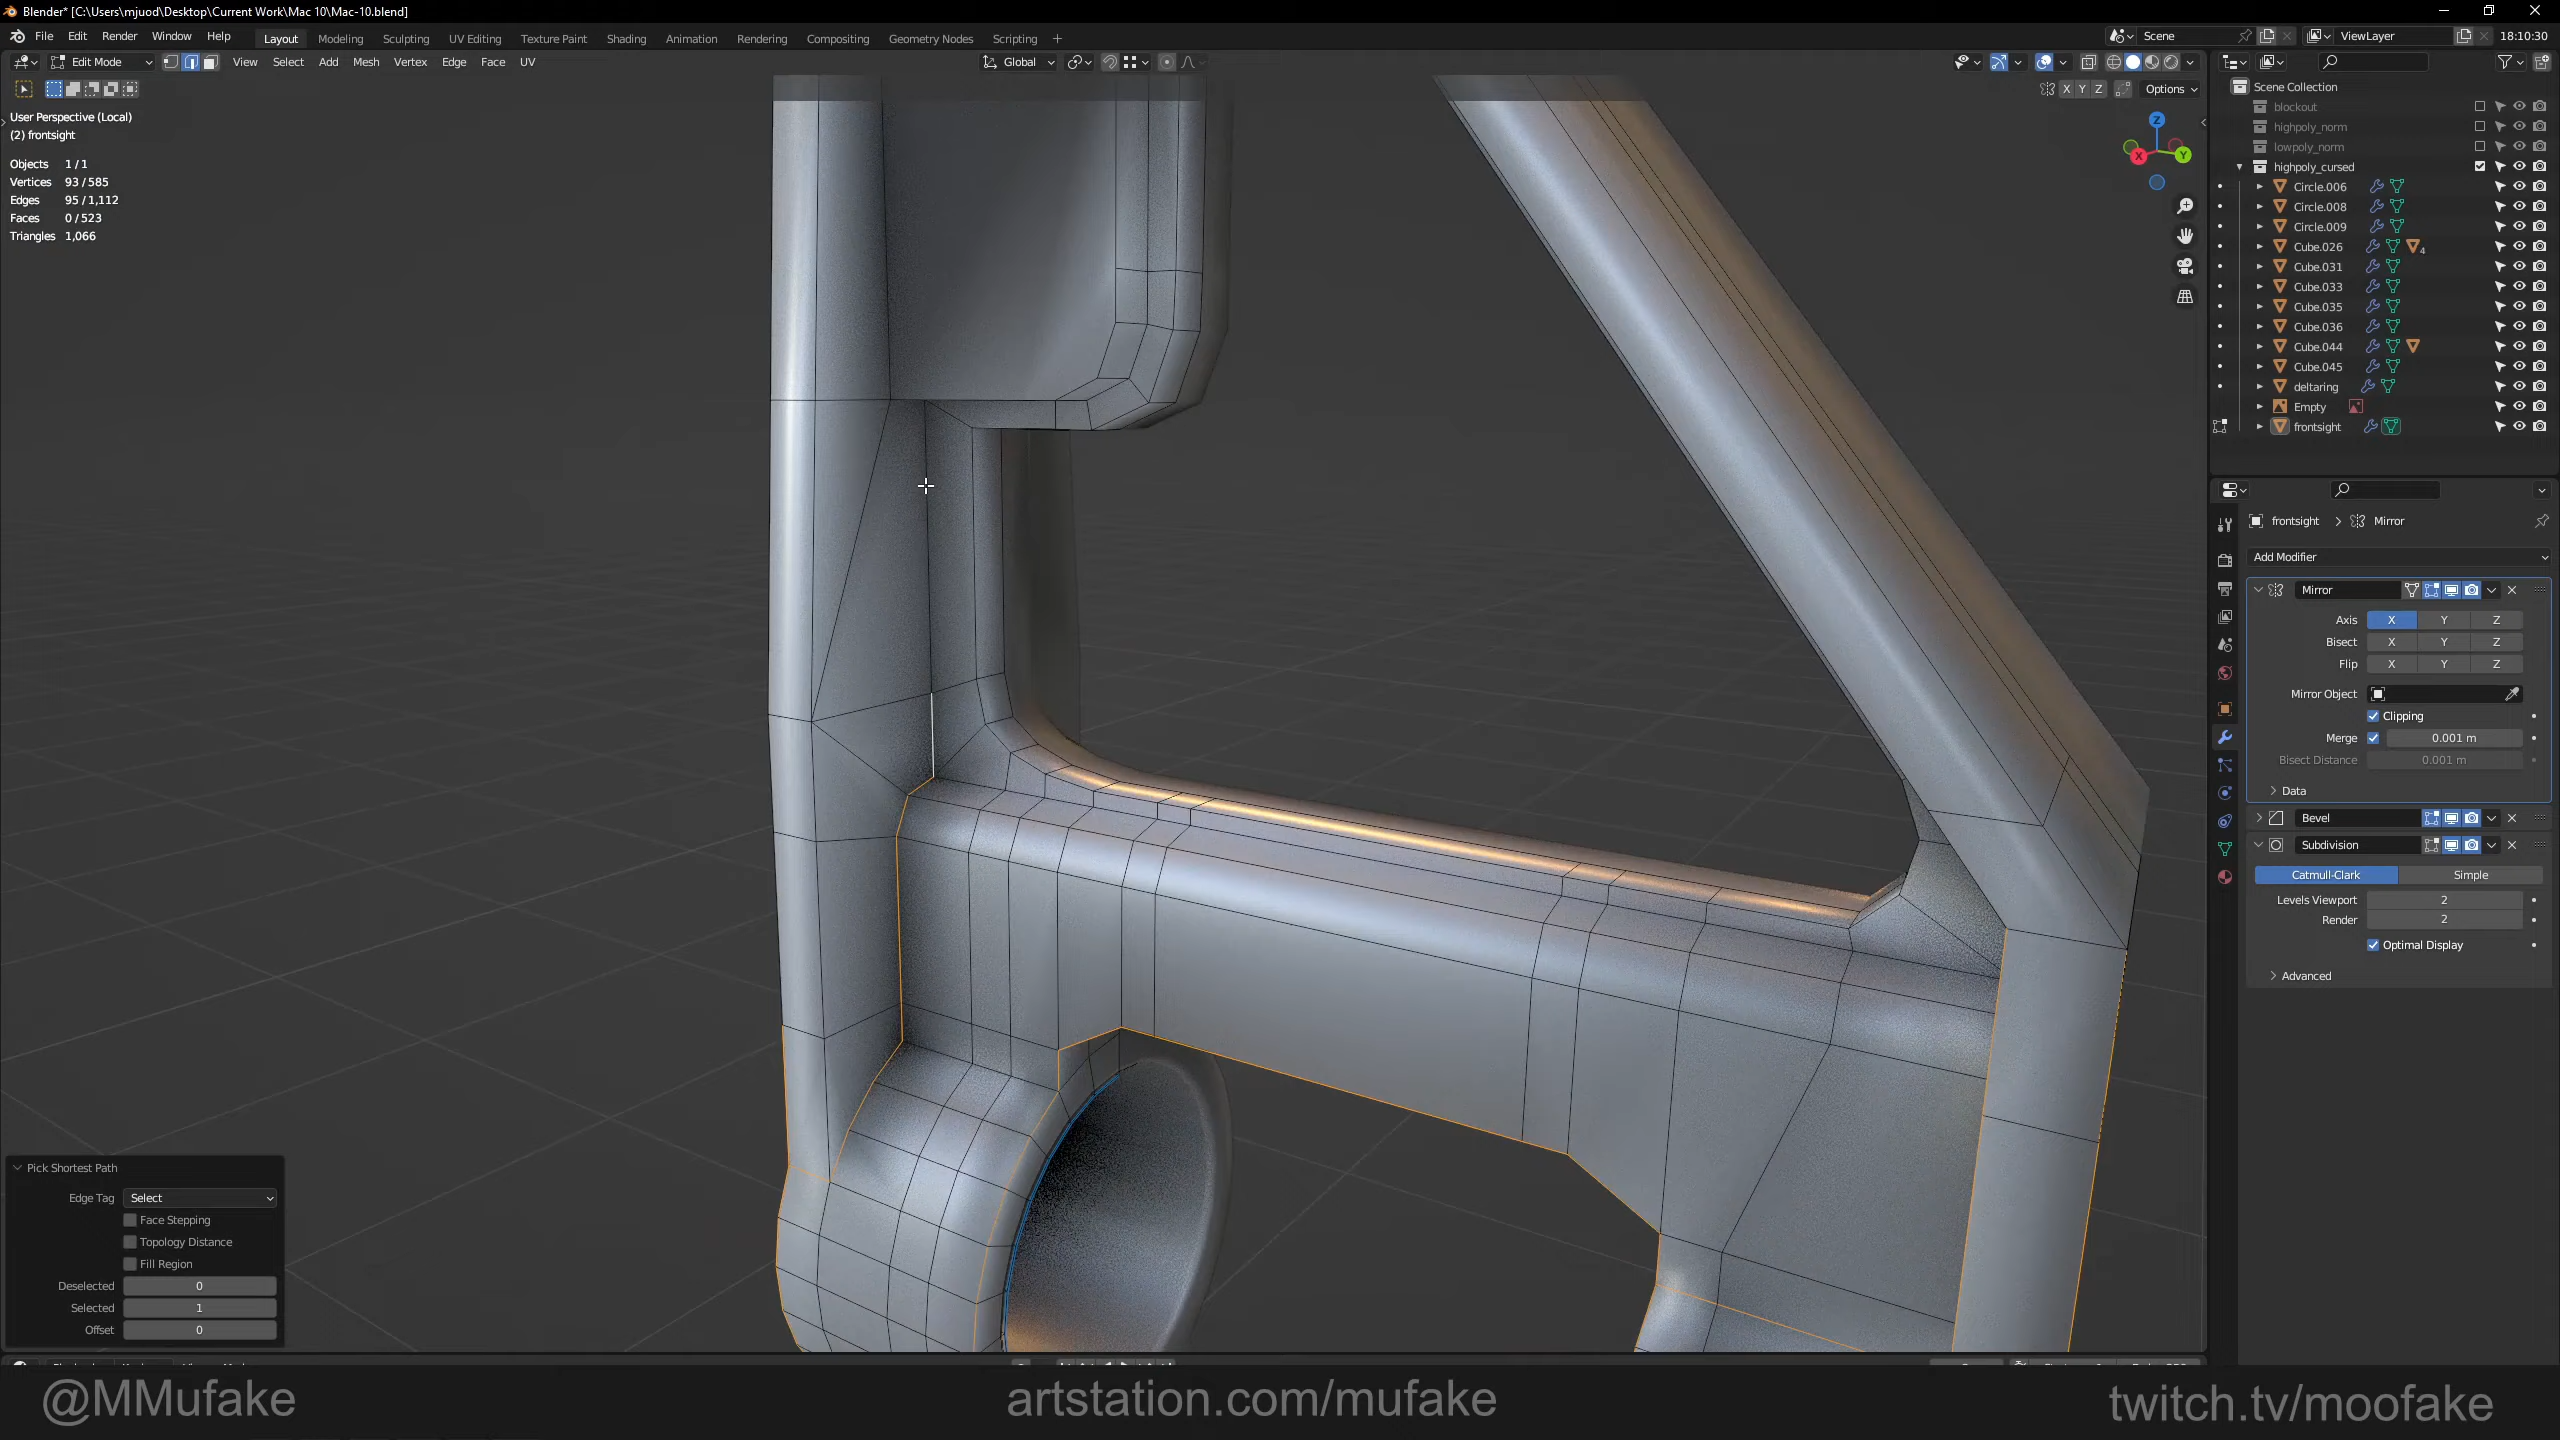 Blender* [C:\Users\mjuod\Desktop\Current Work\Mac 10\Mac-10.blend]
File Edit Render Window Help
Layout Modeling Sculpting UV Editing Texture Paint Shading Animation Rendering Compositing Geometry Nodes Scripting +
Scene
ViewLayer
18:10:30
Edit Mode View Select Add Mesh Vertex Edge Face UV
Global
X Y Z
Options
User Perspective (Local)
(2) frontsight
Objects 1 / 1
Vertices 93 / 585
Edges 95 / 1,112
Faces 0 / 523
Triangles 1,066
Z
X
Y
Scene Collection
blockout
highpoly_norm
lowpoly_norm
highpoly_cursed
Circle.006
Circle.008
Circle.009
Cube.026
4
Cube.031
Cube.033
Cube.035
Cube.036
Cube.044
Cube.045
deltaring
Empty
frontsight
frontsight > Mirror
Add Modifier
Mirror
Axis X Y Z
Bisect X Y Z
Flip X Y Z
Mirror Object
Clipping
Merge 0.001 m
Bisect Distance 0.001 m
Data
Bevel
Subdivision
Catmull-Clark Simple
Levels Viewport 2
Render 2
Optimal Display
Advanced
Pick Shortest Path
Edge Tag Select
Face Stepping
Topology Distance
Fill Region
Deselected 0
Selected 1
Offset 0
@MMufake
artstation.com/mufake
twitch.tv/moofake